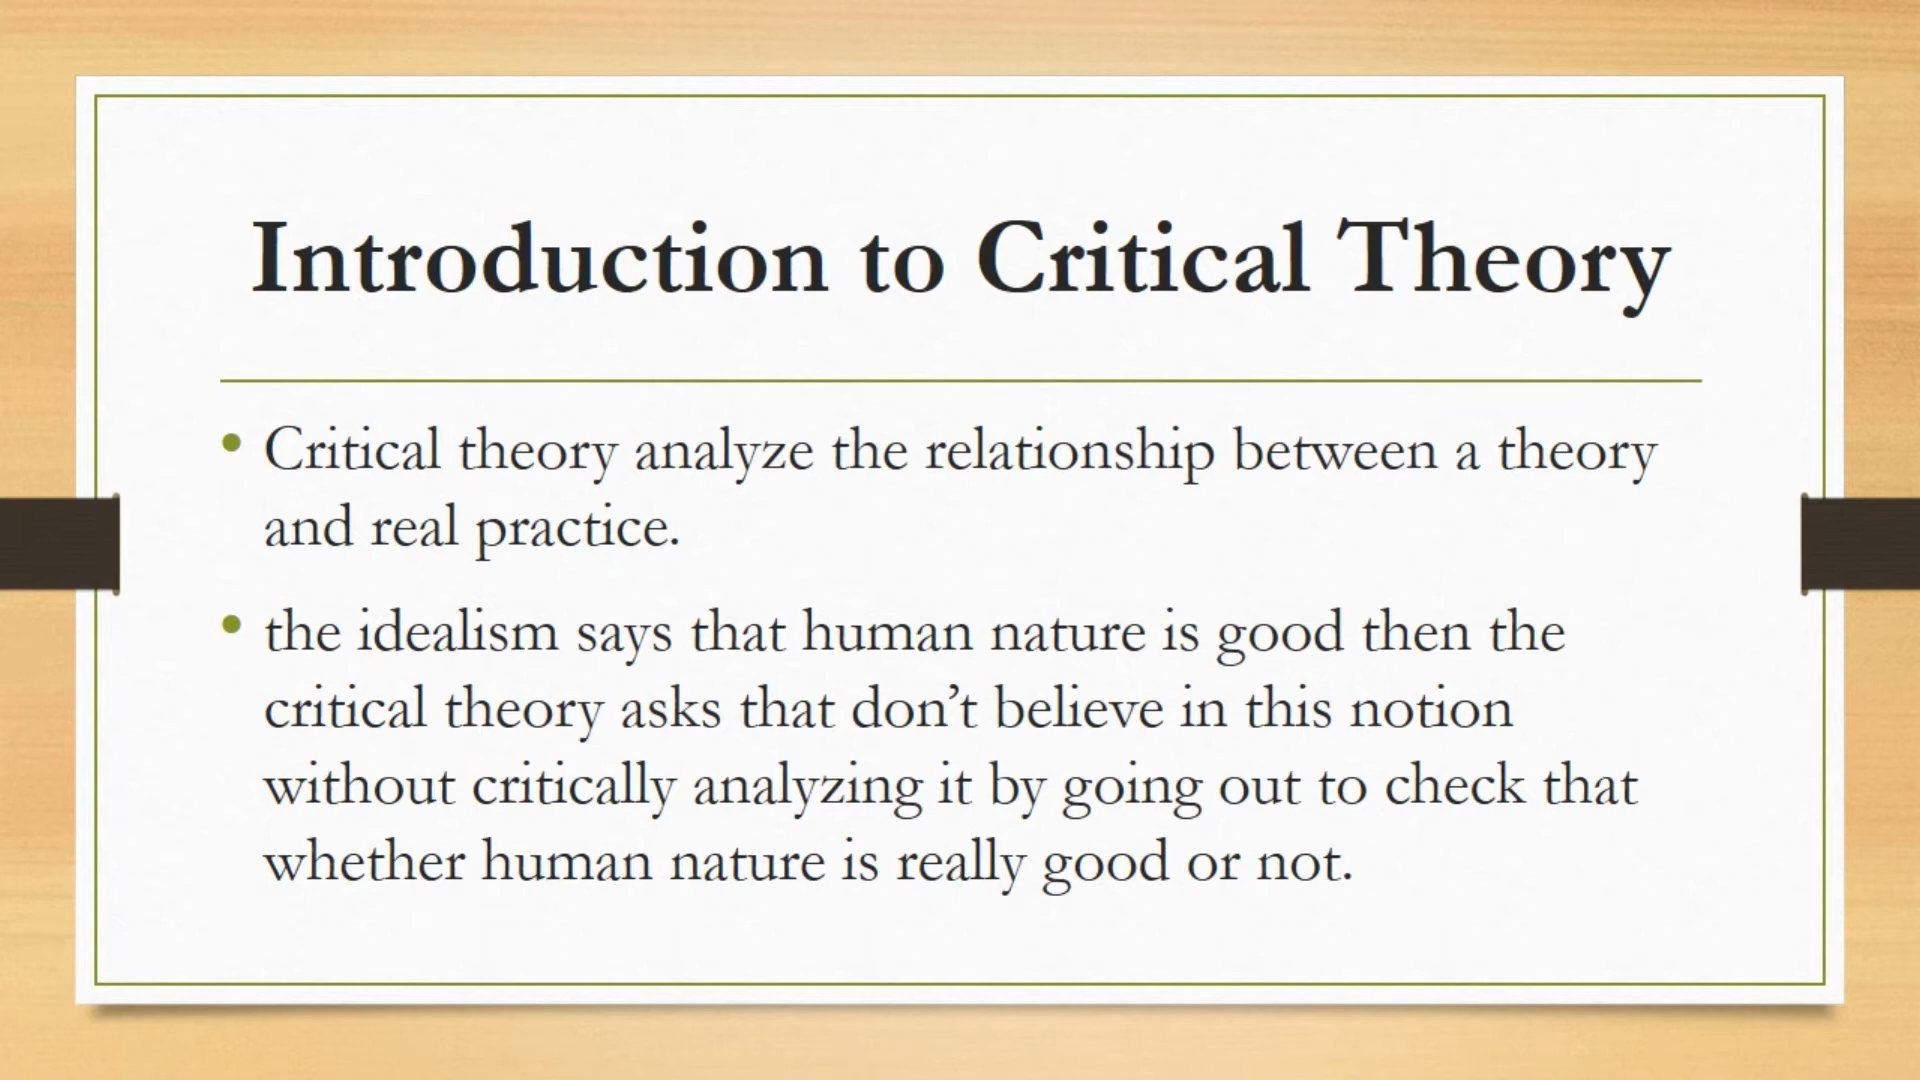 Introduction to Critical Theory
• Critical theory analyze the relationship between a theory
and real practice.
• the idealism says that human nature is good then the
critical theory asks that don’t believe in this notion
without critically analyzing it by going out to check that
whether human nature is really good or not.